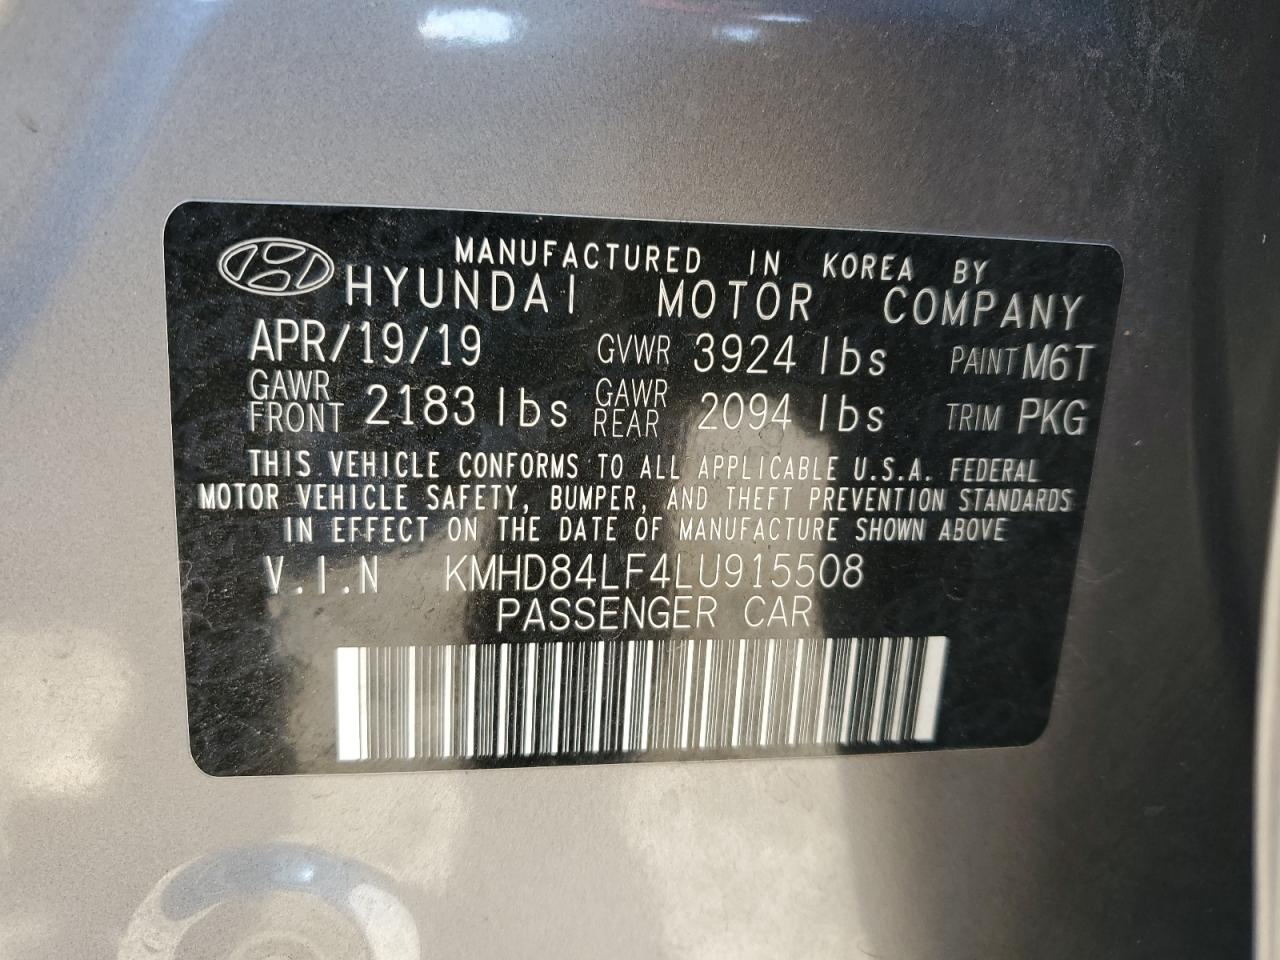 MANUFACTURED IN KOREA BY
HYUNDAI MOTOR COMPANY
APR/19/19 GVWR 3924 lbs PAINT M6T
GAWR FRONT 2183 lbs GAWR REAR 2094 lbs TRIM PKG
THIS VEHICLE CONFORMS TO ALL APPLICABLE U.S.A. FEDERAL
MOTOR VEHICLE SAFETY, BUMPER, AND THEFT PREVENTION STANDARDS
IN EFFECT ON THE DATE OF MANUFACTURE SHOWN ABOVE
V.I.N KMHD84LF4LU915508
PASSENGER CAR